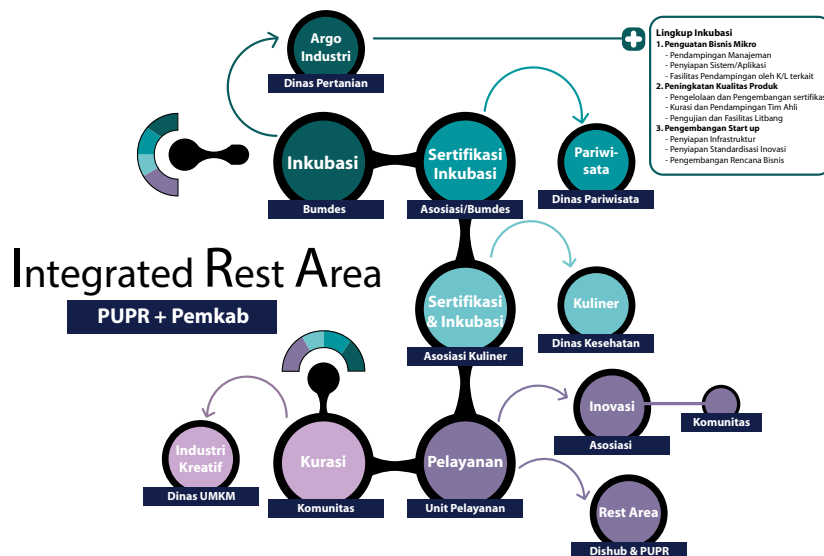 Argo
Industri
Dinas Pertanian
Lingkup Inkubasi
1. Penguatan Bisnis Mikro
- Pendampingan Manajeman
- Penyiapan Sistem/Aplikasi
- Fasilitas Pendampingan oleh K/L terkait
2. Peningkatan Kualitas Produk
- Pengelolaan dan Pengembangan sertifikas
- Kurasi dan Pendampingan Tim Ahli
- Pengujian dan Fasilitas Litbang
3. Pengembangan Start up
- Penyiapan Infrastruktur
- Penyiapan Standardisasi Inovasi
- Pengembangan Rencana Bisnis
Inkubasi
Bumdes
Sertifikasi
Inkubasi
Asosiasi/Bumdes
Pariwi-
sata
Dinas Pariwisata
Integrated Rest Area
PUPR + Pemkab
Sertifikasi
& Inkubasi
Asosiasi Kuliner
Kuliner
Dinas Kesehatan
Industri
Kreatif
Dinas UMKM
Kurasi
Komunitas
Pelayanan
Unit Pelayanan
Inovasi
Asosiasi
Komunitas
Rest Area
Dishub & PUPR